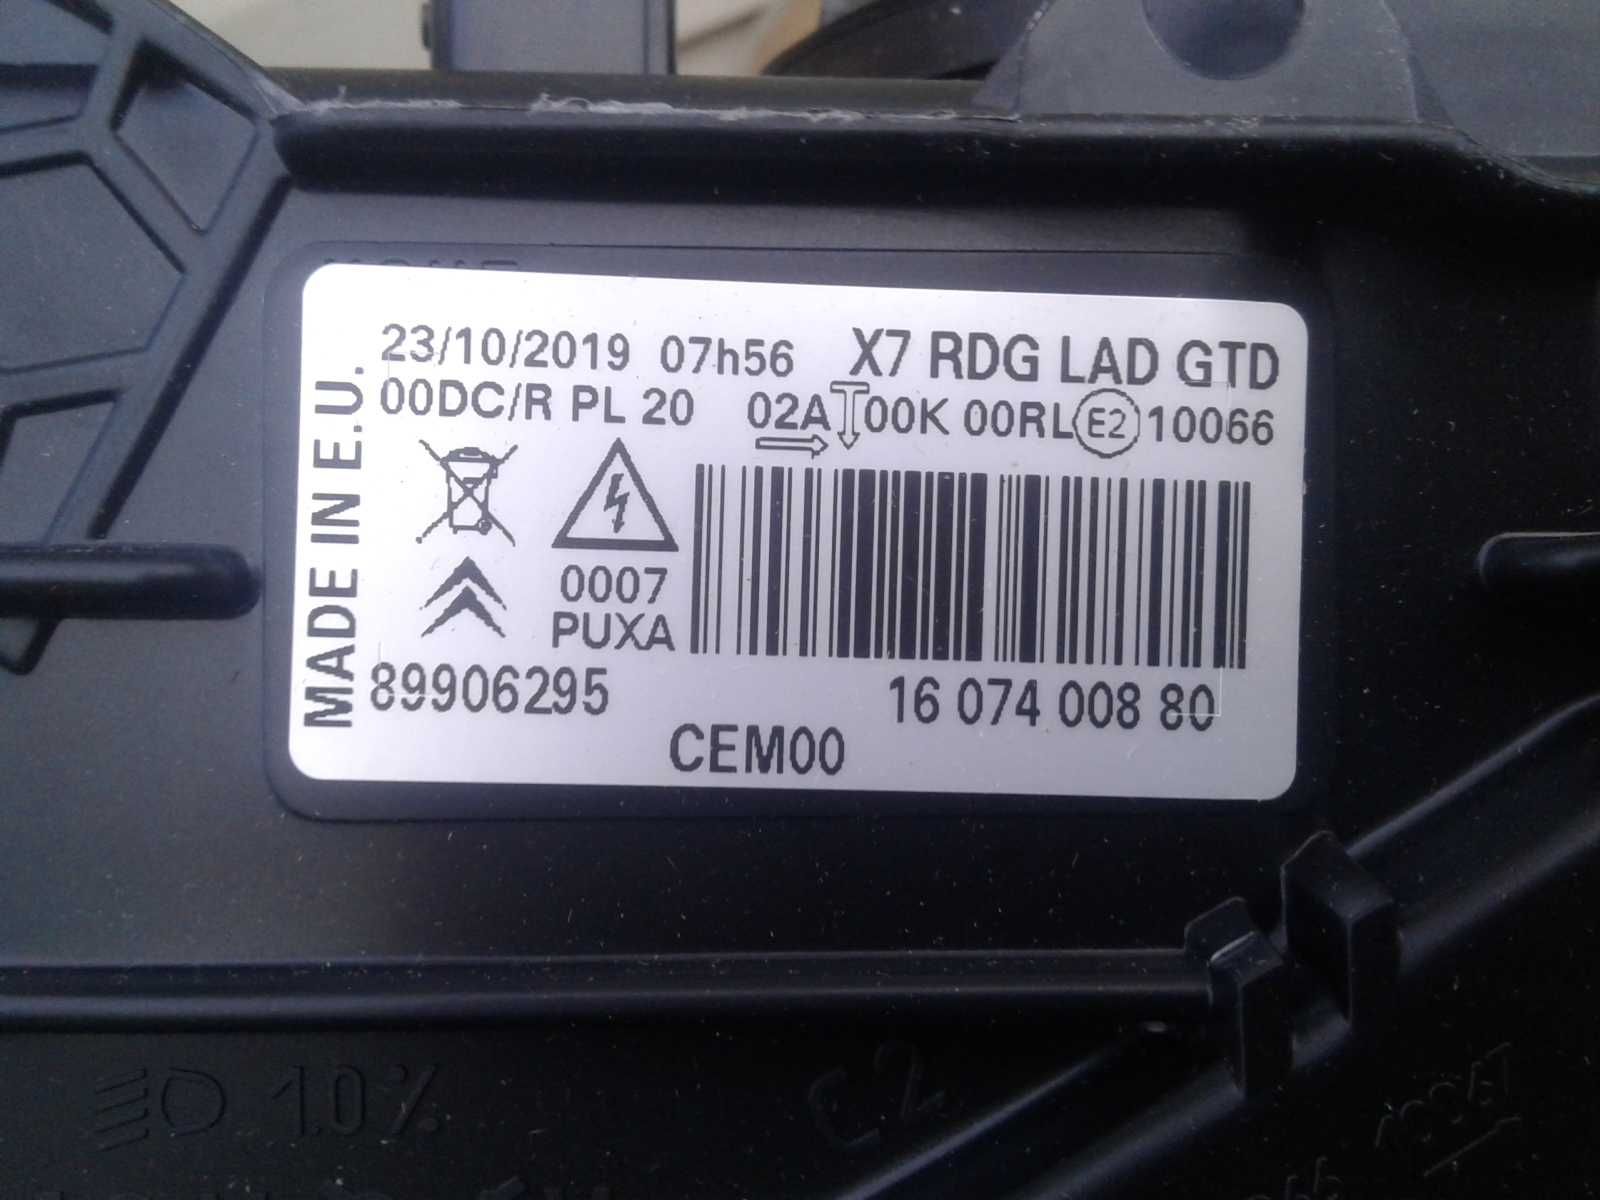 23/10/2019 07h56 X7 RDG LAD GTD
00DC/R PL 20 02A 00K 00RL E2 10066
MADE IN E.U.
0007
PUXA
89906295 16 074 008 80
CEM00
1.0%